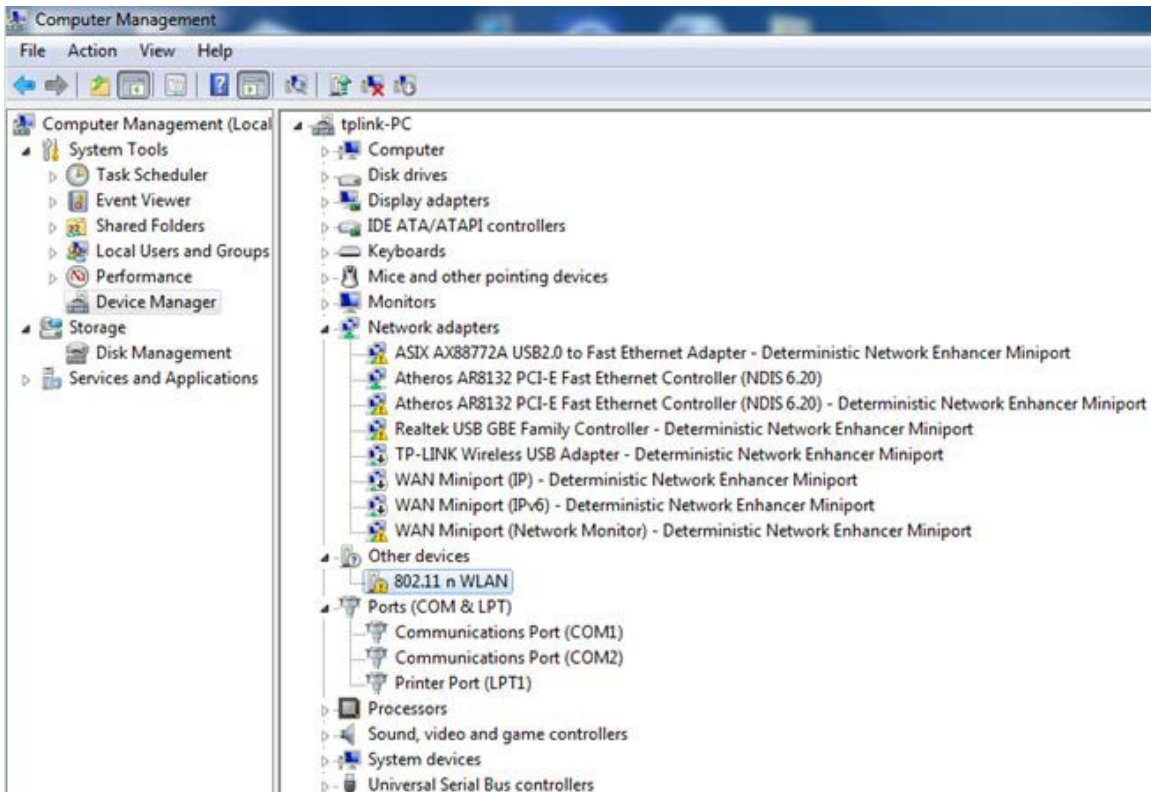 Computer Management
File Action View Help
Computer Management (Local
System Tools
Task Scheduler
Event Viewer
Shared Folders
Local Users and Groups
Performance
Device Manager
Storage
Disk Management
Services and Applications
tplink-PC
Computer
Disk drives
Display adapters
IDE ATA/ATAPI controllers
Keyboards
Mice and other pointing devices
Monitors
Network adapters
ASIX AX88772A USB2.0 to Fast Ethernet Adapter - Deterministic Network Enhancer Miniport
Atheros AR8132 PCI-E Fast Ethernet Controller (NDIS 6.20)
Atheros AR8132 PCI-E Fast Ethernet Controller (NDIS 6.20) - Deterministic Network Enhancer Miniport
Realtek USB GBE Family Controller - Deterministic Network Enhancer Miniport
TP-LINK Wireless USB Adapter - Deterministic Network Enhancer Miniport
WAN Miniport (IP) - Deterministic Network Enhancer Miniport
WAN Miniport (IPv6) - Deterministic Network Enhancer Miniport
WAN Miniport (Network Monitor) - Deterministic Network Enhancer Miniport
Other devices
802.11 n WLAN
Ports (COM & LPT)
Communications Port (COM1)
Communications Port (COM2)
Printer Port (LPT1)
Processors
Sound, video and game controllers
System devices
Universal Serial Bus controllers